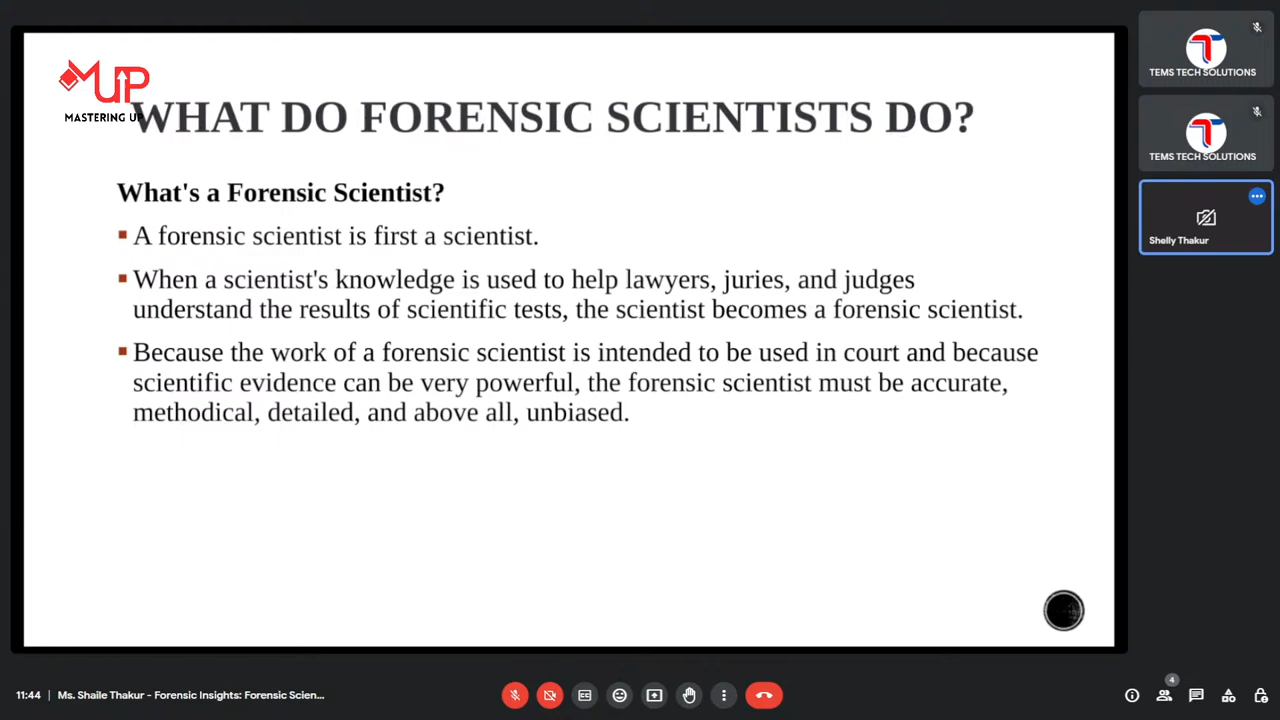 MUP
MASTERING UP
WHAT DO FORENSIC SCIENTISTS DO?
What's a Forensic Scientist?
A forensic scientist is first a scientist.
When a scientist's knowledge is used to help lawyers, juries, and judges
understand the results of scientific tests, the scientist becomes a forensic scientist.
Because the work of a forensic scientist is intended to be used in court and because
scientific evidence can be very powerful, the forensic scientist must be accurate,
methodical, detailed, and above all, unbiased.
TEMS TECH SOLUTIONS
TEMS TECH SOLUTIONS
Shelly Thakur
11:44 | Ms. Shaile Thakur - Forensic Insights: Forensic Scien...
4